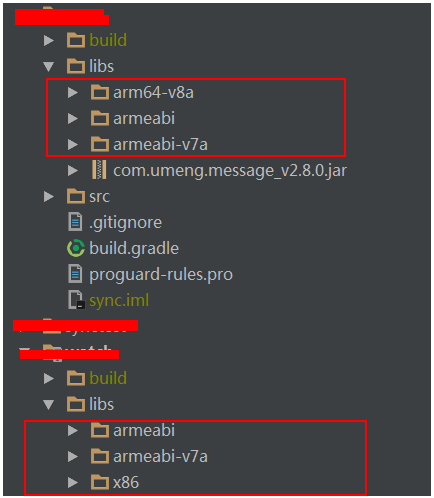 build
libs
arm64-v8a
armeabi
armeabi-v7a
com.umeng.message_v2.8.0.jar
src
.gitignore
build.gradle
proguard-rules.pro
sync.iml
build
libs
armeabi
armeabi-v7a
x86